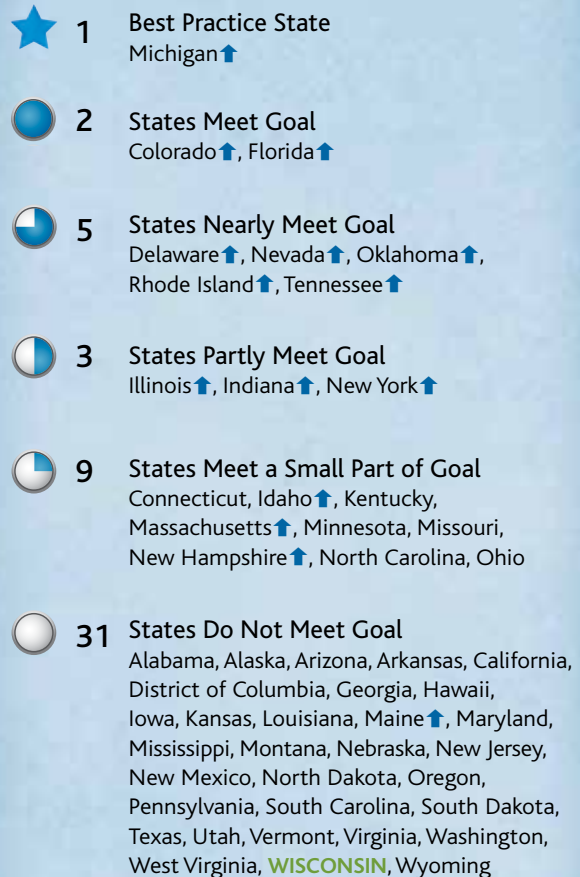 1 Best Practice State
Michigan⬆
2 States Meet Goal
Colorado⬆, Florida⬆
5 States Nearly Meet Goal
Delaware⬆, Nevada⬆, Oklahoma⬆,
Rhode Island⬆, Tennessee⬆
3 States Partly Meet Goal
Illinois⬆, Indiana⬆, New York⬆
9 States Meet a Small Part of Goal
Connecticut, Idaho⬆, Kentucky,
Massachusetts⬆, Minnesota, Missouri,
New Hampshire⬆, North Carolina, Ohio
31 States Do Not Meet Goal
Alabama, Alaska, Arizona, Arkansas, California,
District of Columbia, Georgia, Hawaii,
Iowa, Kansas, Louisiana, Maine⬆, Maryland,
Mississippi, Montana, Nebraska, New Jersey,
New Mexico, North Dakota, Oregon,
Pennsylvania, South Carolina, South Dakota,
Texas, Utah, Vermont, Virginia, Washington,
West Virginia, WISCONSIN, Wyoming